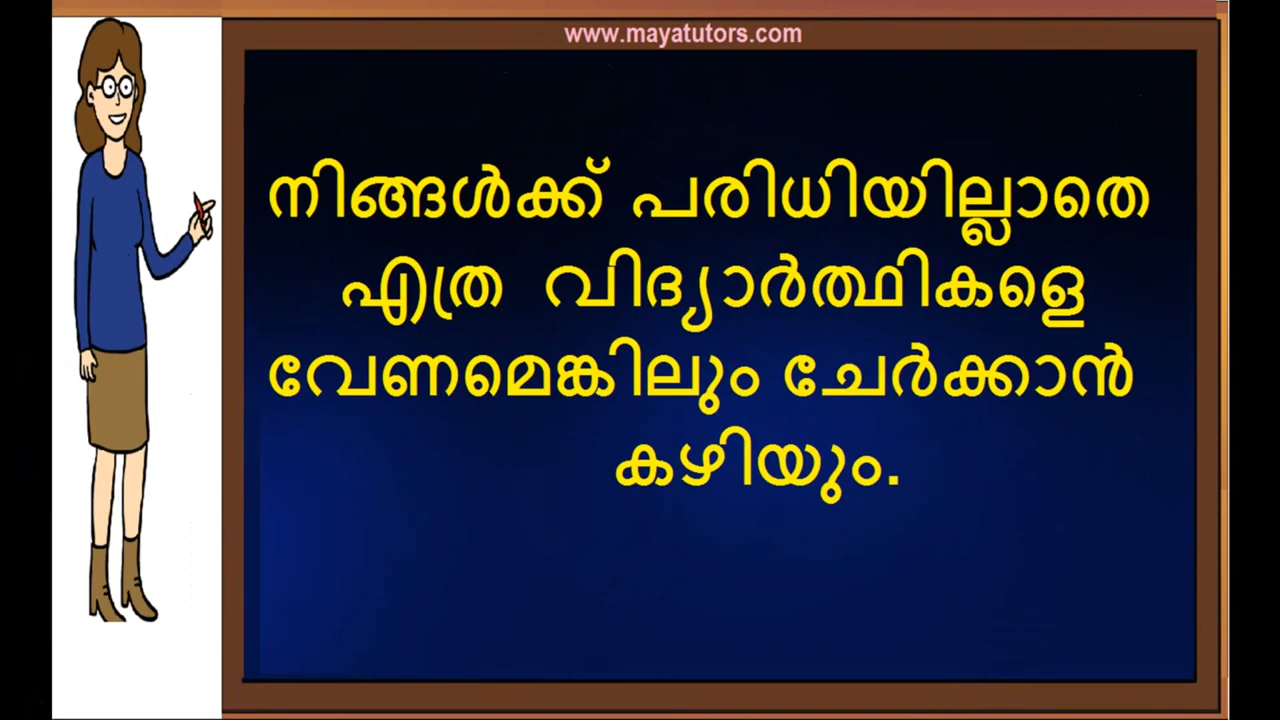 www.mayatutors.com
നിങ്ങൾക്ക് പരിധിയില്ലാതെ
എത്ര വിദ്യാർത്ഥികളെ
വേണമെങ്കിലും ചേർക്കാൻ
കഴിയും.